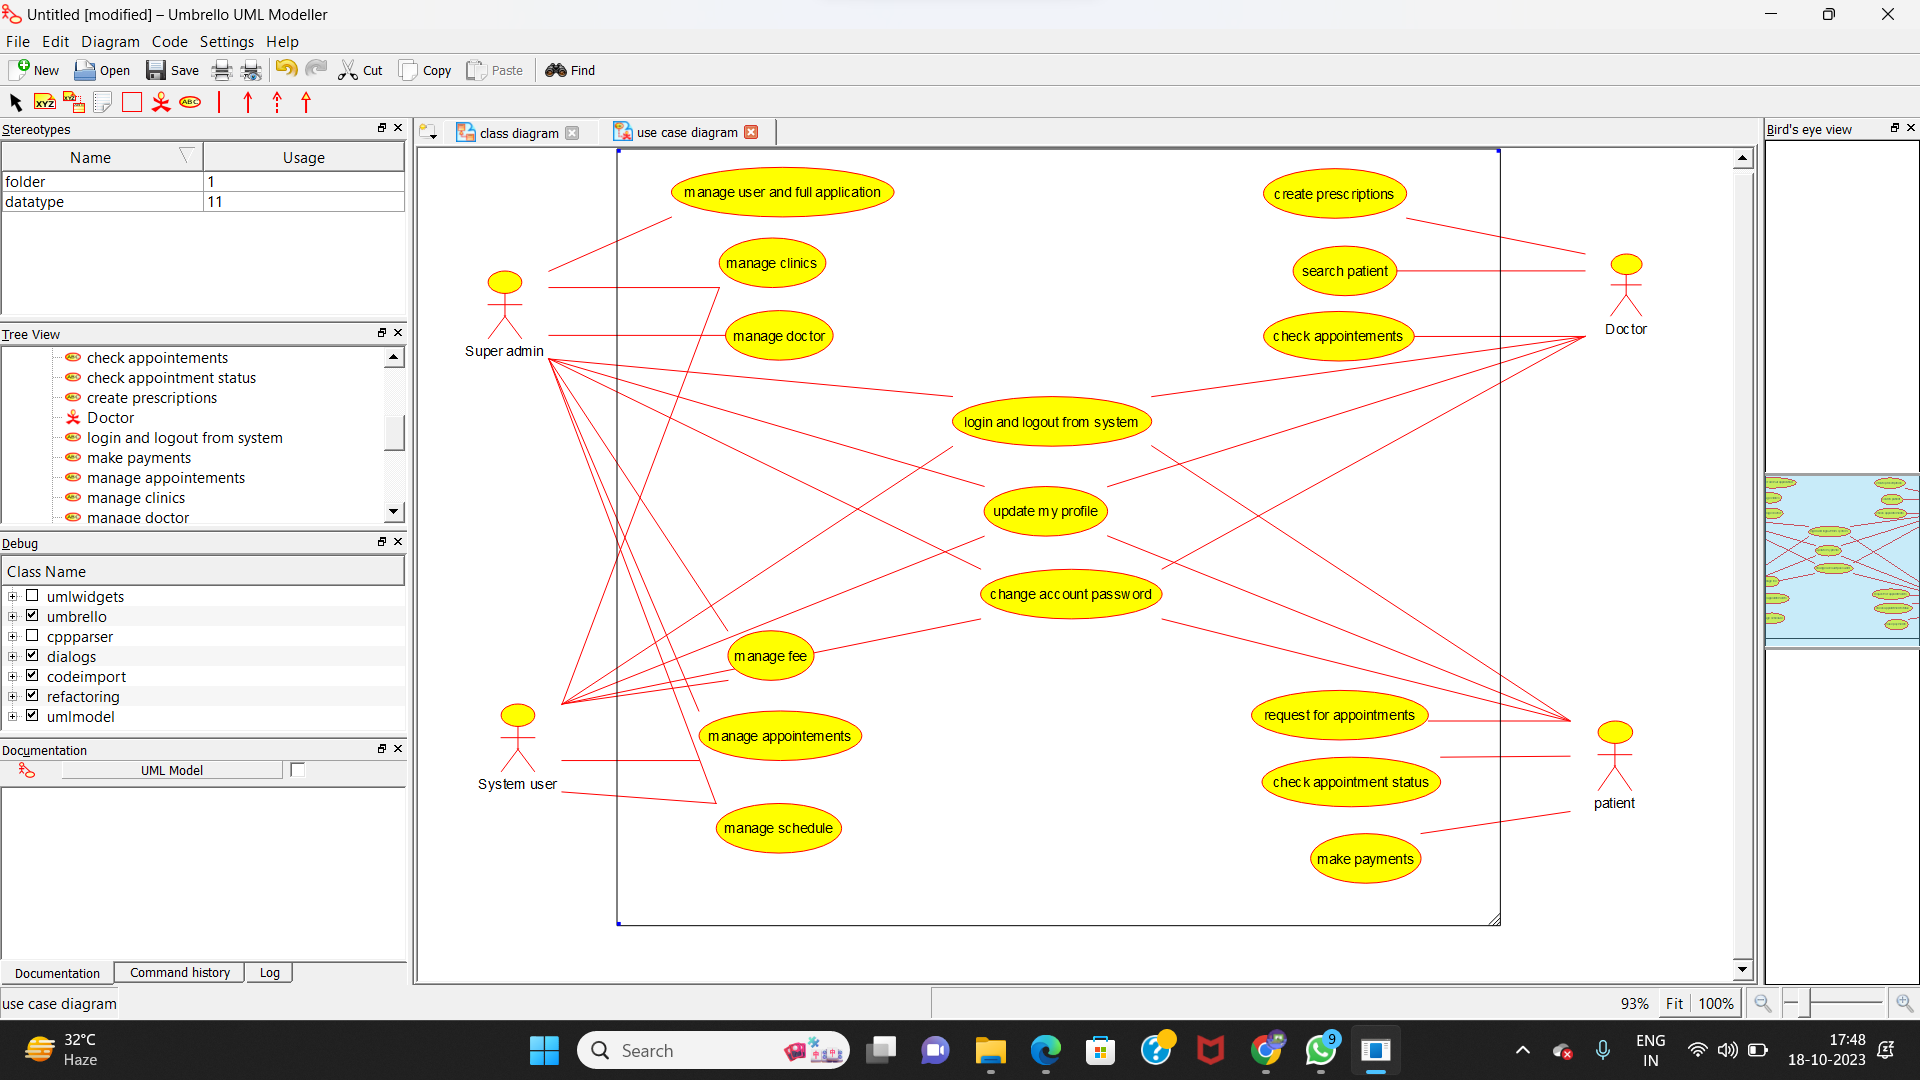 Untitled [modified] – Umbrello UML Modeller
File Edit Diagram Code Settings Help
New Open Save Cut Copy Paste Find
XYZ XYZ ABC
Stereotypes
Name Usage
folder 1
datatype 11
Tree View
check appointements
check appointment status
create prescriptions
Doctor
login and logout from system
make payments
manage appointements
manage clinics
manage doctor
Debug
Class Name
umlwidgets
umbrello
cppparser
dialogs
codeimport
refactoring
umlmodel
Documentation
UML Model
Documentation Command history Log
use case diagram
class diagram
use case diagram
manage user and full application
manage clinics
manage doctor
Super admin
create prescriptions
search patient
check appointements
Doctor
login and logout from system
update my profile
change account password
manage fee
manage appointements
manage schedule
System user
request for appointments
check appointment status
make payments
patient
Bird's eye view
93% Fit 100%
32°C
Haze
Search
9
ENG
IN
17:48
18-10-2023